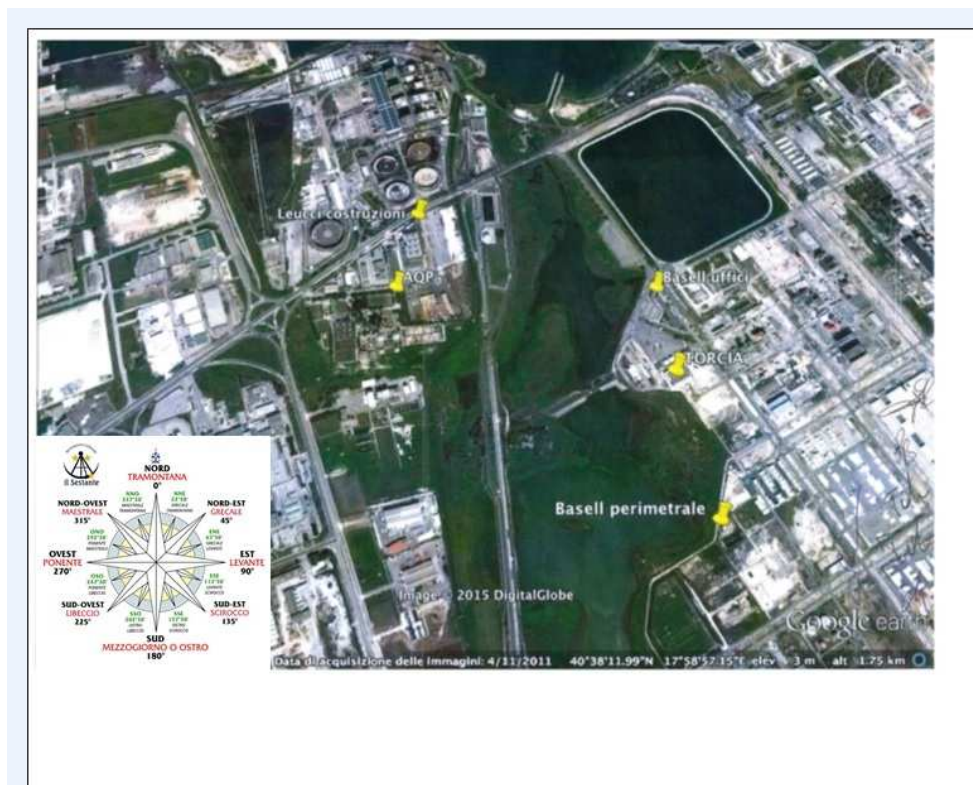 N
Leucci costruzioni
AQP
Basell uffici
TORCIA
Basell perimetrale
Image © 2015 DigitalGlobe
Google earth
Data di acquisizione delle immagini: 4/11/2011 40°38'11.99"N 17°58'57.15"E elev 3 m alt 1.75 km
Il Sestante
NORD
TRAMONTANA
0°
NORD-OVEST
MAESTRALE
315°
NORD-EST
GRECALE
45°
OVEST
PONENTE
270°
EST
LEVANTE
90°
SUD-OVEST
LIBECCIO
225°
SUD-EST
SCIROCCO
135°
SUD
MEZZOGIORNO O OSTRO
180°